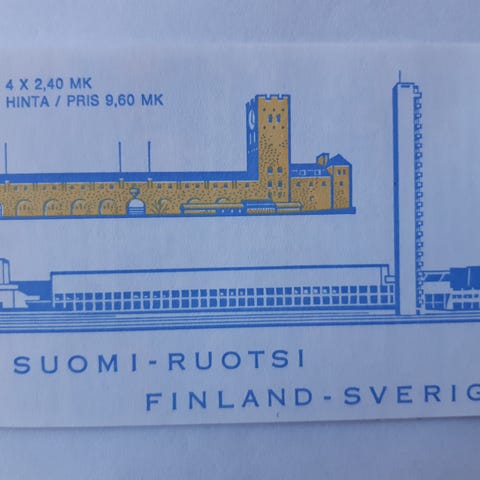 4 X 2,40 MK
HINTA / PRIS 9,60 MK
SUOMI-RUOTSI
FINLAND-SVERIG